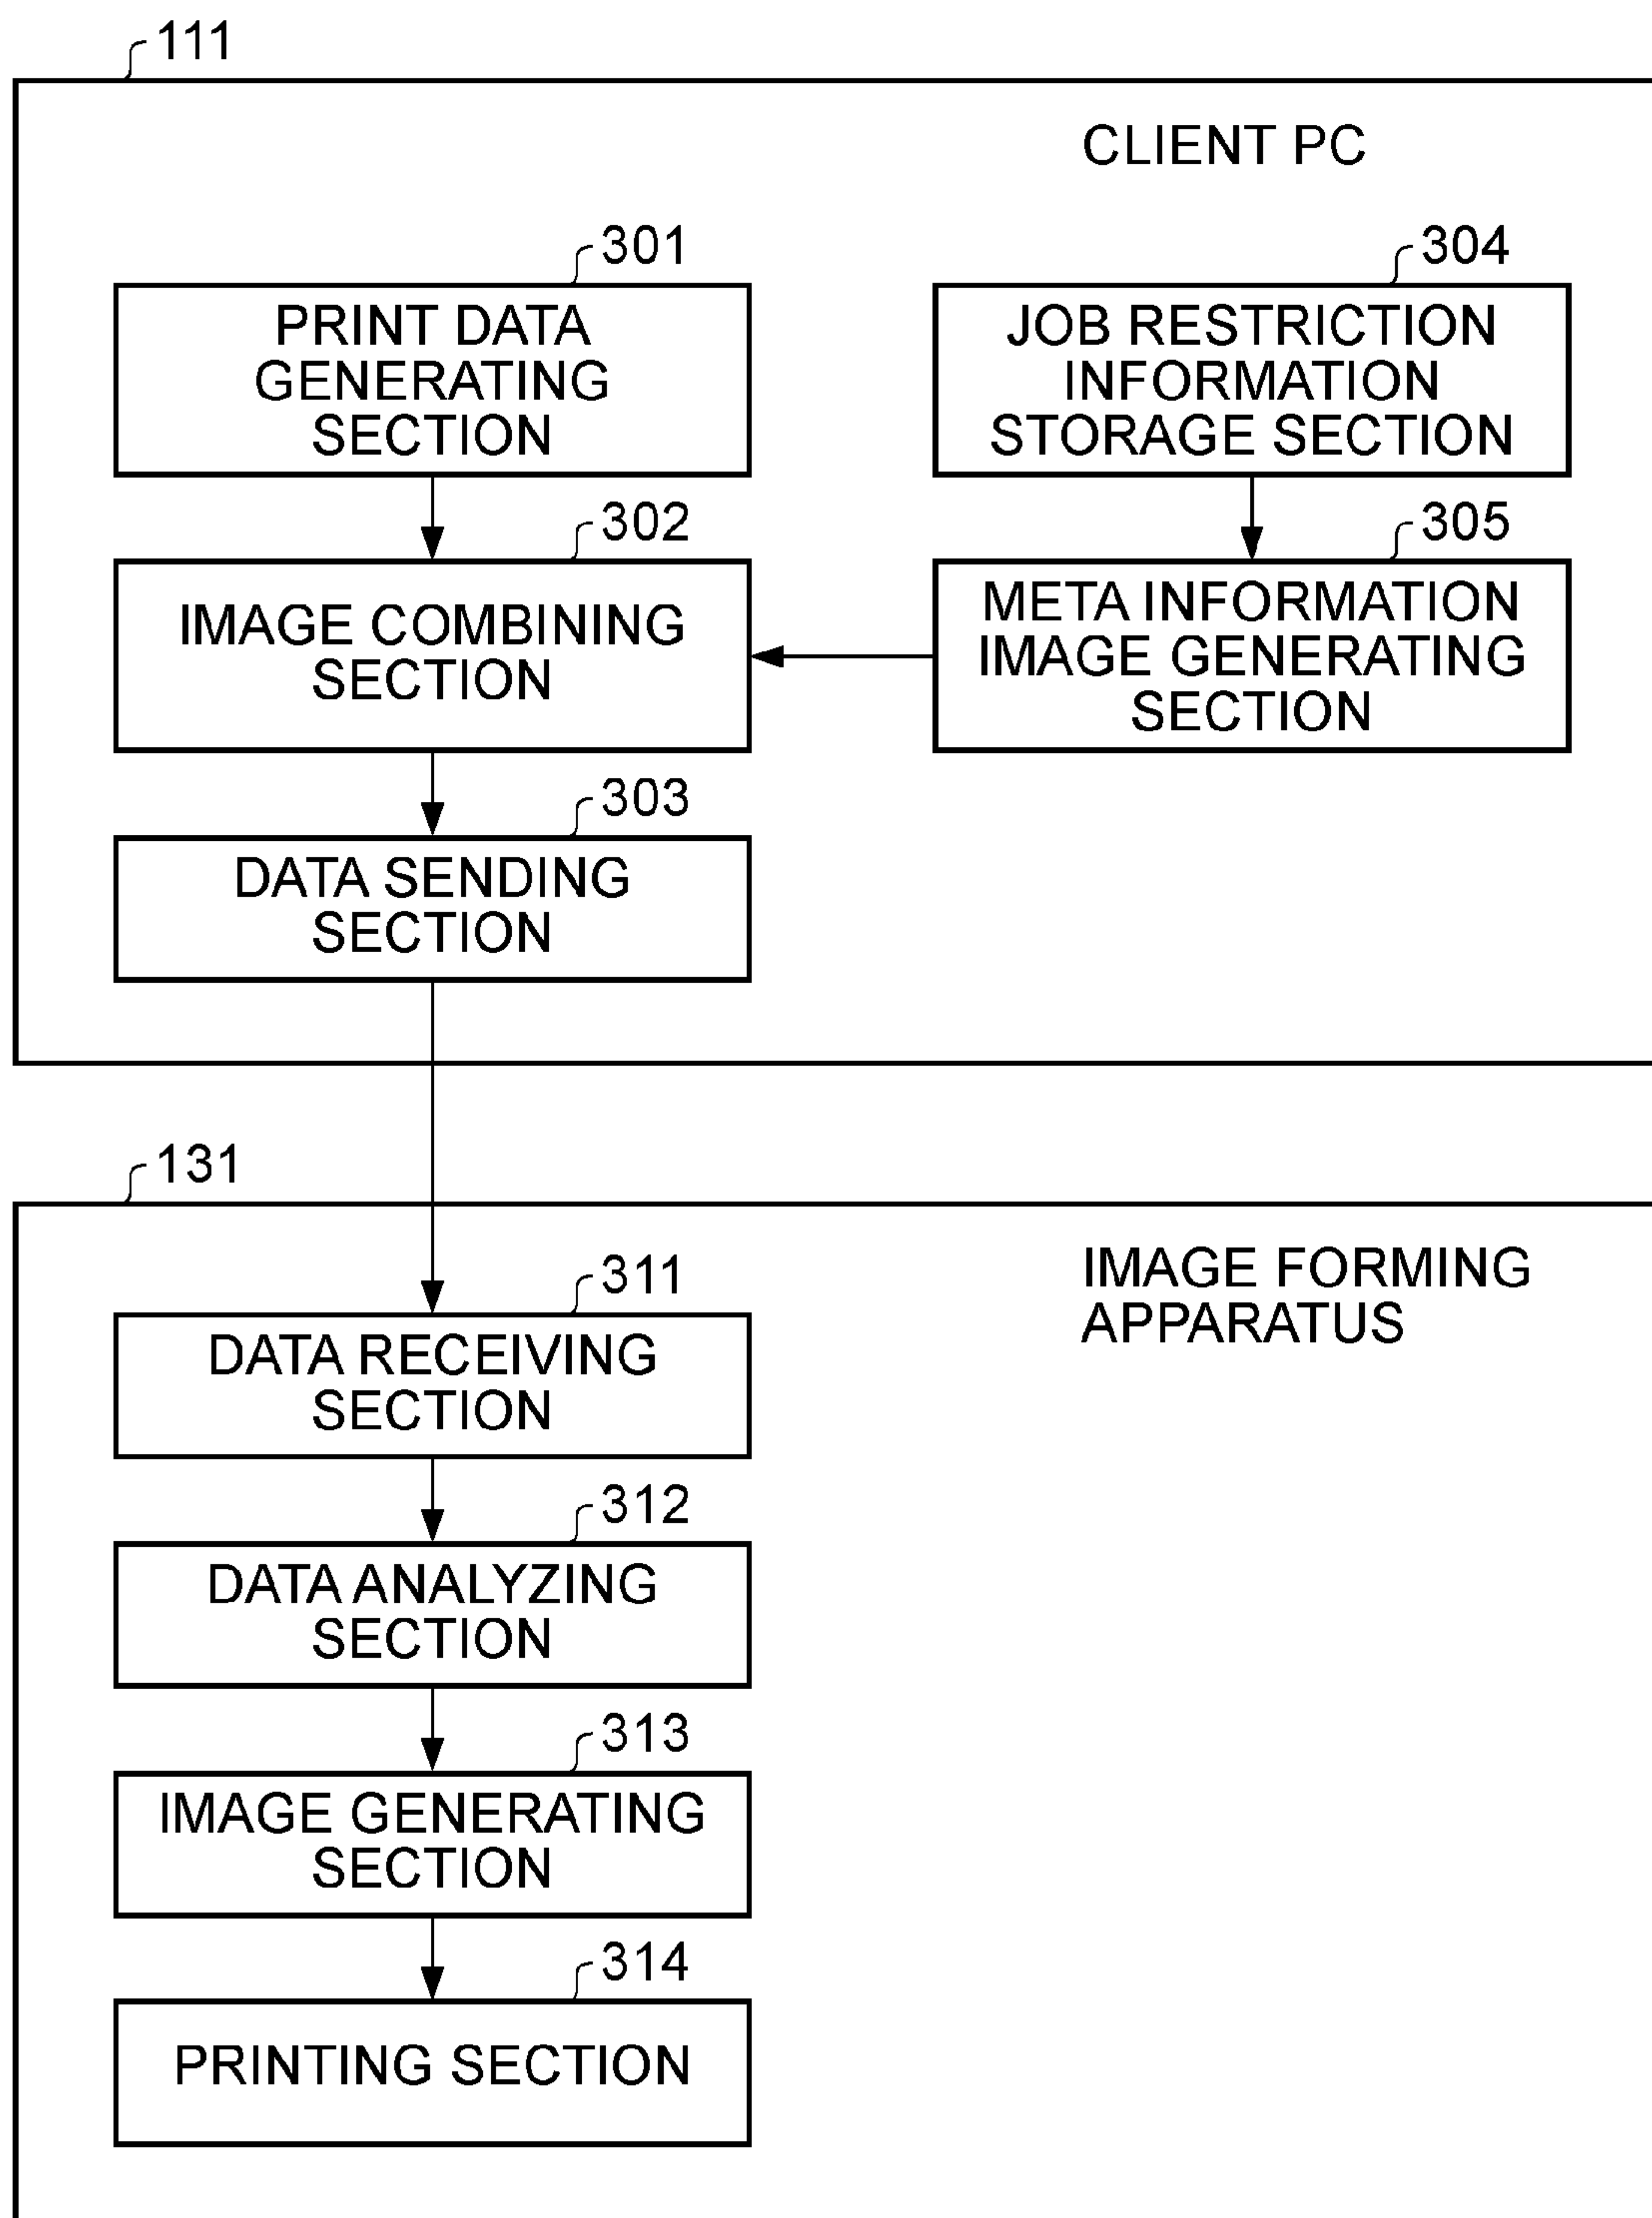 111
CLIENT PC
301
PRINT DATA
GENERATING
SECTION
304
JOB RESTRICTION
INFORMATION
STORAGE SECTION
302
IMAGE COMBINING
SECTION
305
META INFORMATION
IMAGE GENERATING
SECTION
303
DATA SENDING
SECTION
131
IMAGE FORMING
APPARATUS
311
DATA RECEIVING
SECTION
312
DATA ANALYZING
SECTION
313
IMAGE GENERATING
SECTION
314
PRINTING SECTION